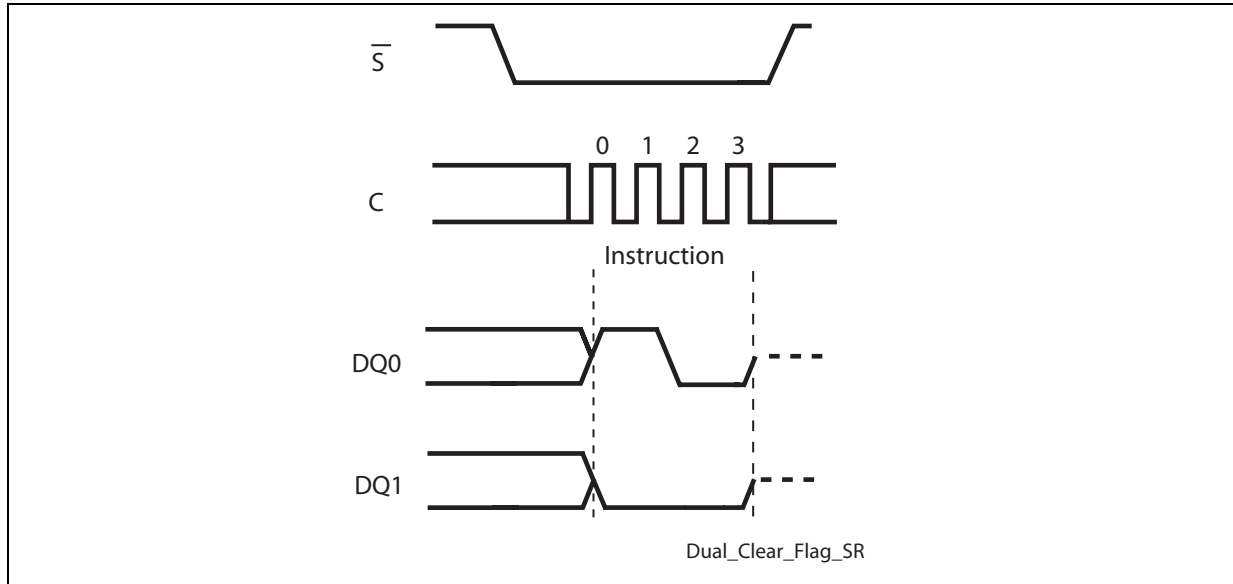 S̅
0 1 2 3
C
Instruction
DQ0
DQ1
Dual_Clear_Flag_SR